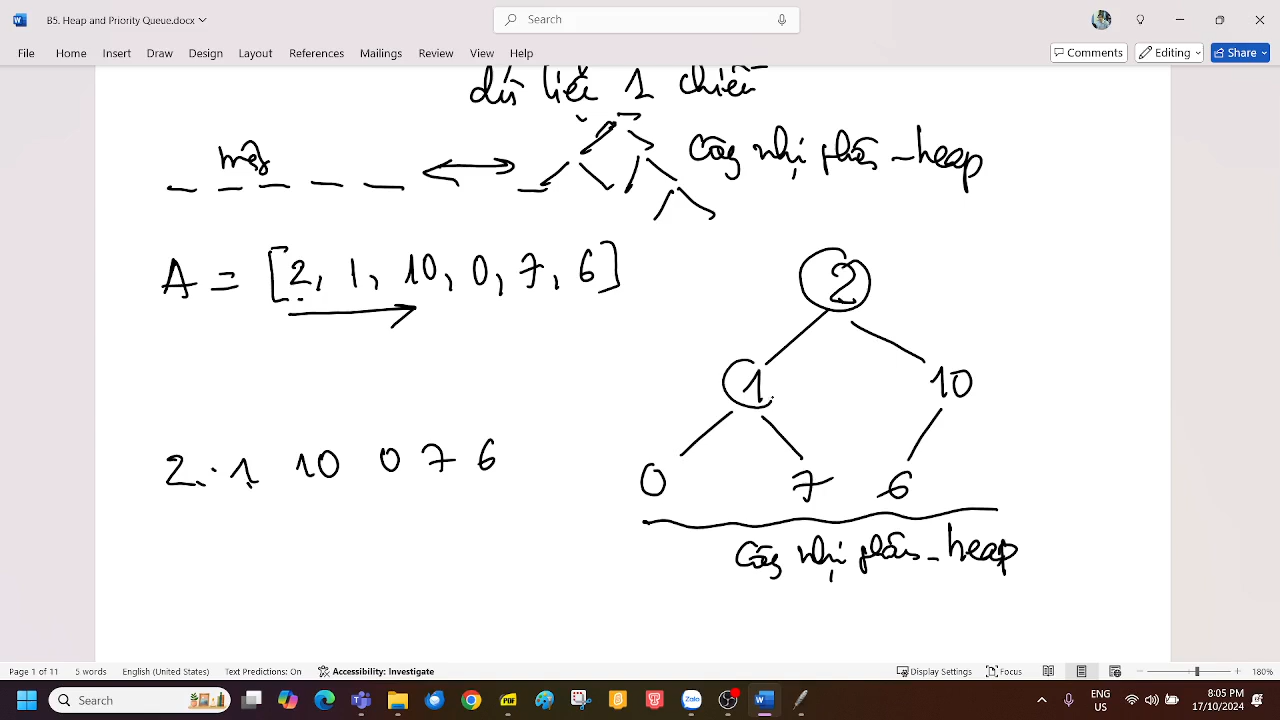 B5. Heap and Priority Queue.docx
Search
File Home Insert Draw Design Layout References Mailings Review View Help
Comments Editing Share
dữ liệu 1 chiều
mảng
cây nhị phân - heap
A = [2, 1, 10, 0, 7, 6]
2
1 10
2 1 10 0 7 6
0 7 6
cây nhị phân - heap
Page 1 of 11 5 words English (United States) Text Predictions: On Accessibility: Investigate Display Settings Focus 180%
Search PDF Zalo ENG US 8:05 PM 17/10/2024